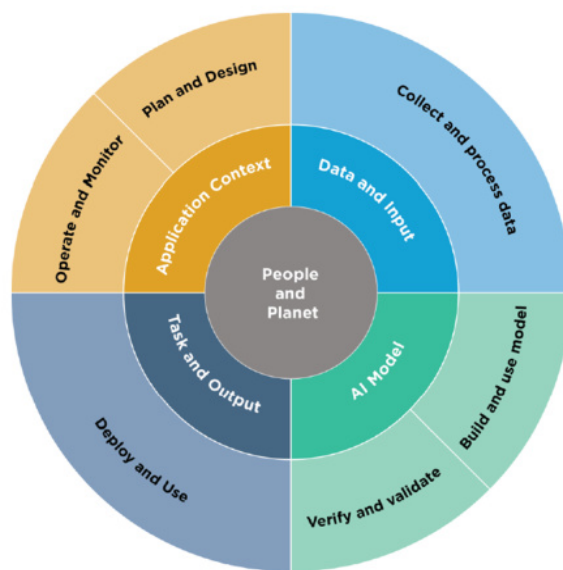 Plan and Design
Collect and process data
Operate and Monitor
Application Context
Data and Input
People
and
Planet
Task and Output
AI Model
Build and use model
Deploy and Use
Verify and validate